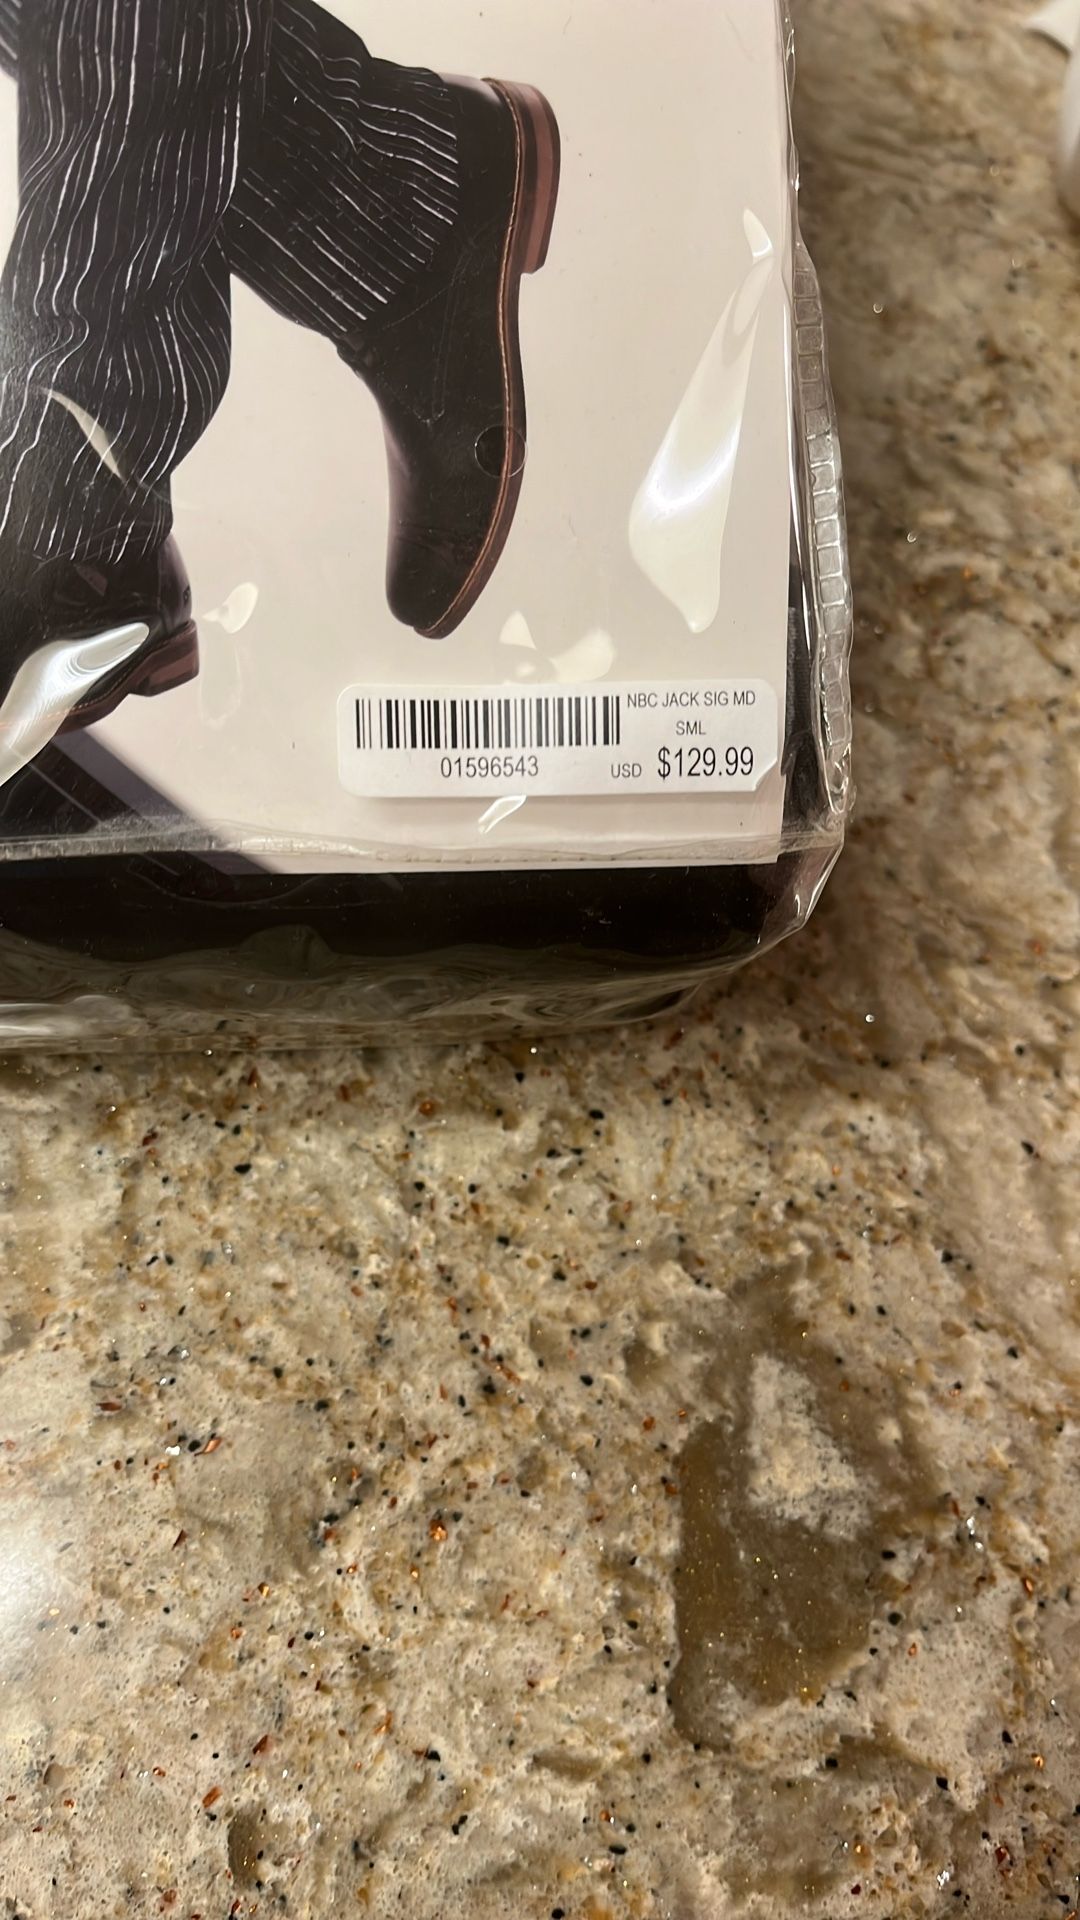 NBC JACK SIG MD
SML
01596543
USD $129.99